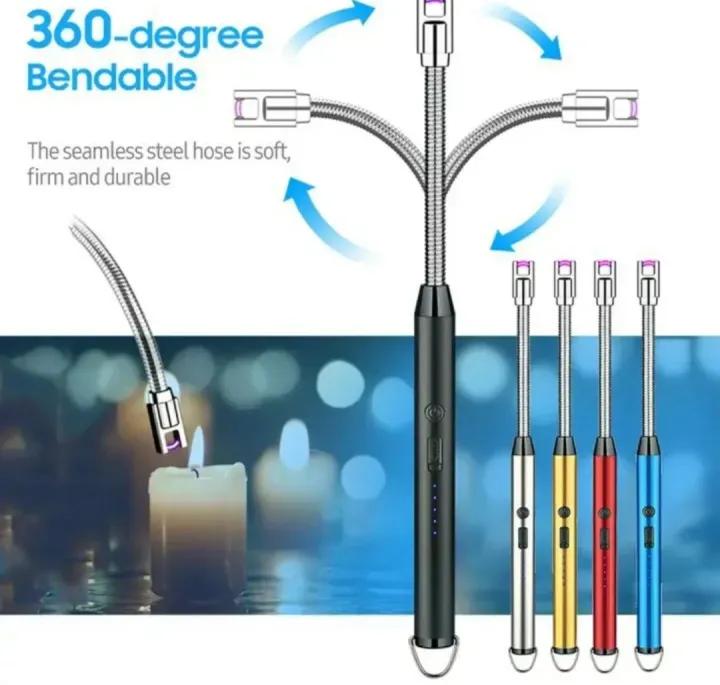 360-degree
Bendable
The seamless steel hose is soft,
firm and durable